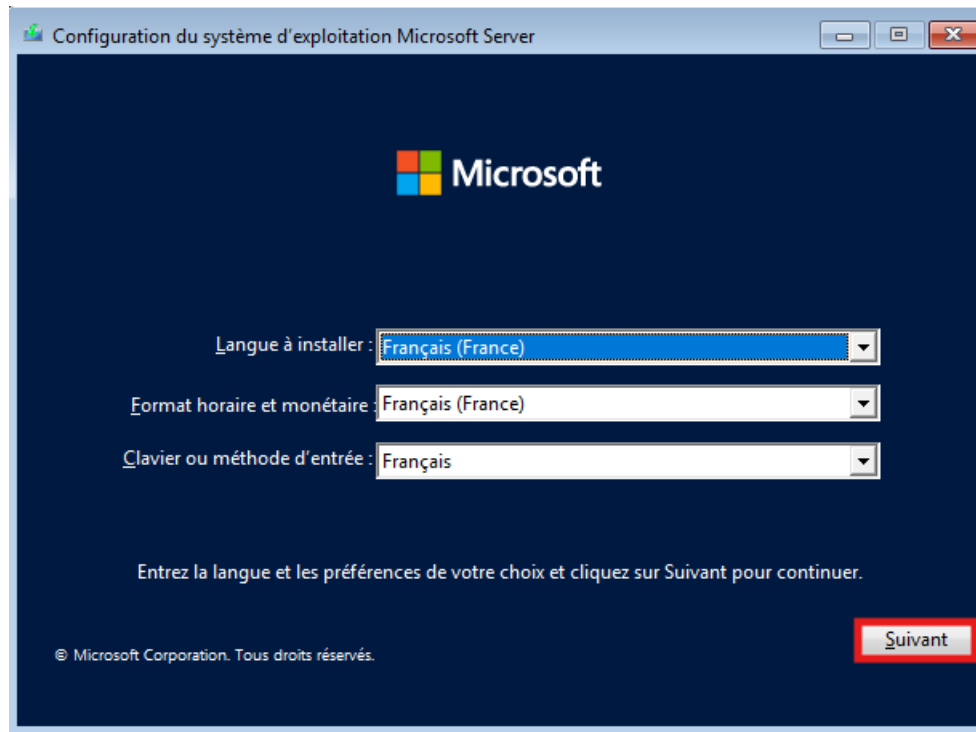 Configuration du système d'exploitation Microsoft Server
Microsoft
Langue à installer : Français (France)
Format horaire et monétaire : Français (France)
Clavier ou méthode d'entrée : Français
Entrez la langue et les préférences de votre choix et cliquez sur Suivant pour continuer.
Suivant
© Microsoft Corporation. Tous droits réservés.